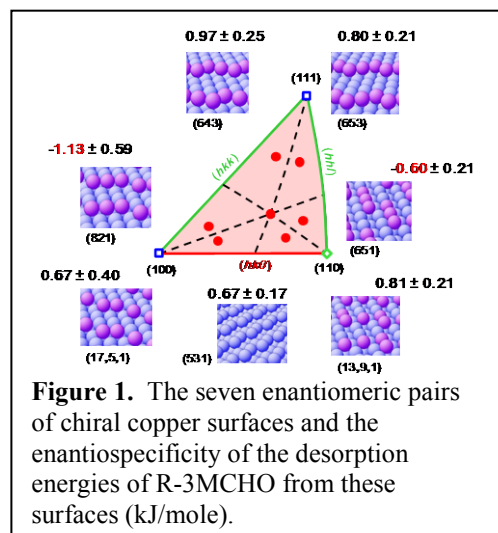 0.97 ± 0.25
0.80 ± 0.21
{111}
{643}
{653}
-1.13 ± 0.59
(hkk)
(hhl)
-0.60 ± 0.21
{821}
{651}
{100}
(hk0)
{110}
0.67 ± 0.40
0.67 ± 0.17
0.81 ± 0.21
{17,5,1}
{531}
{13,9,1}
Figure 1. The seven enantiomeric pairs
of chiral copper surfaces and the
enantiospecificity of the desorption
energies of R-3MCHO from these
surfaces (kJ/mole).